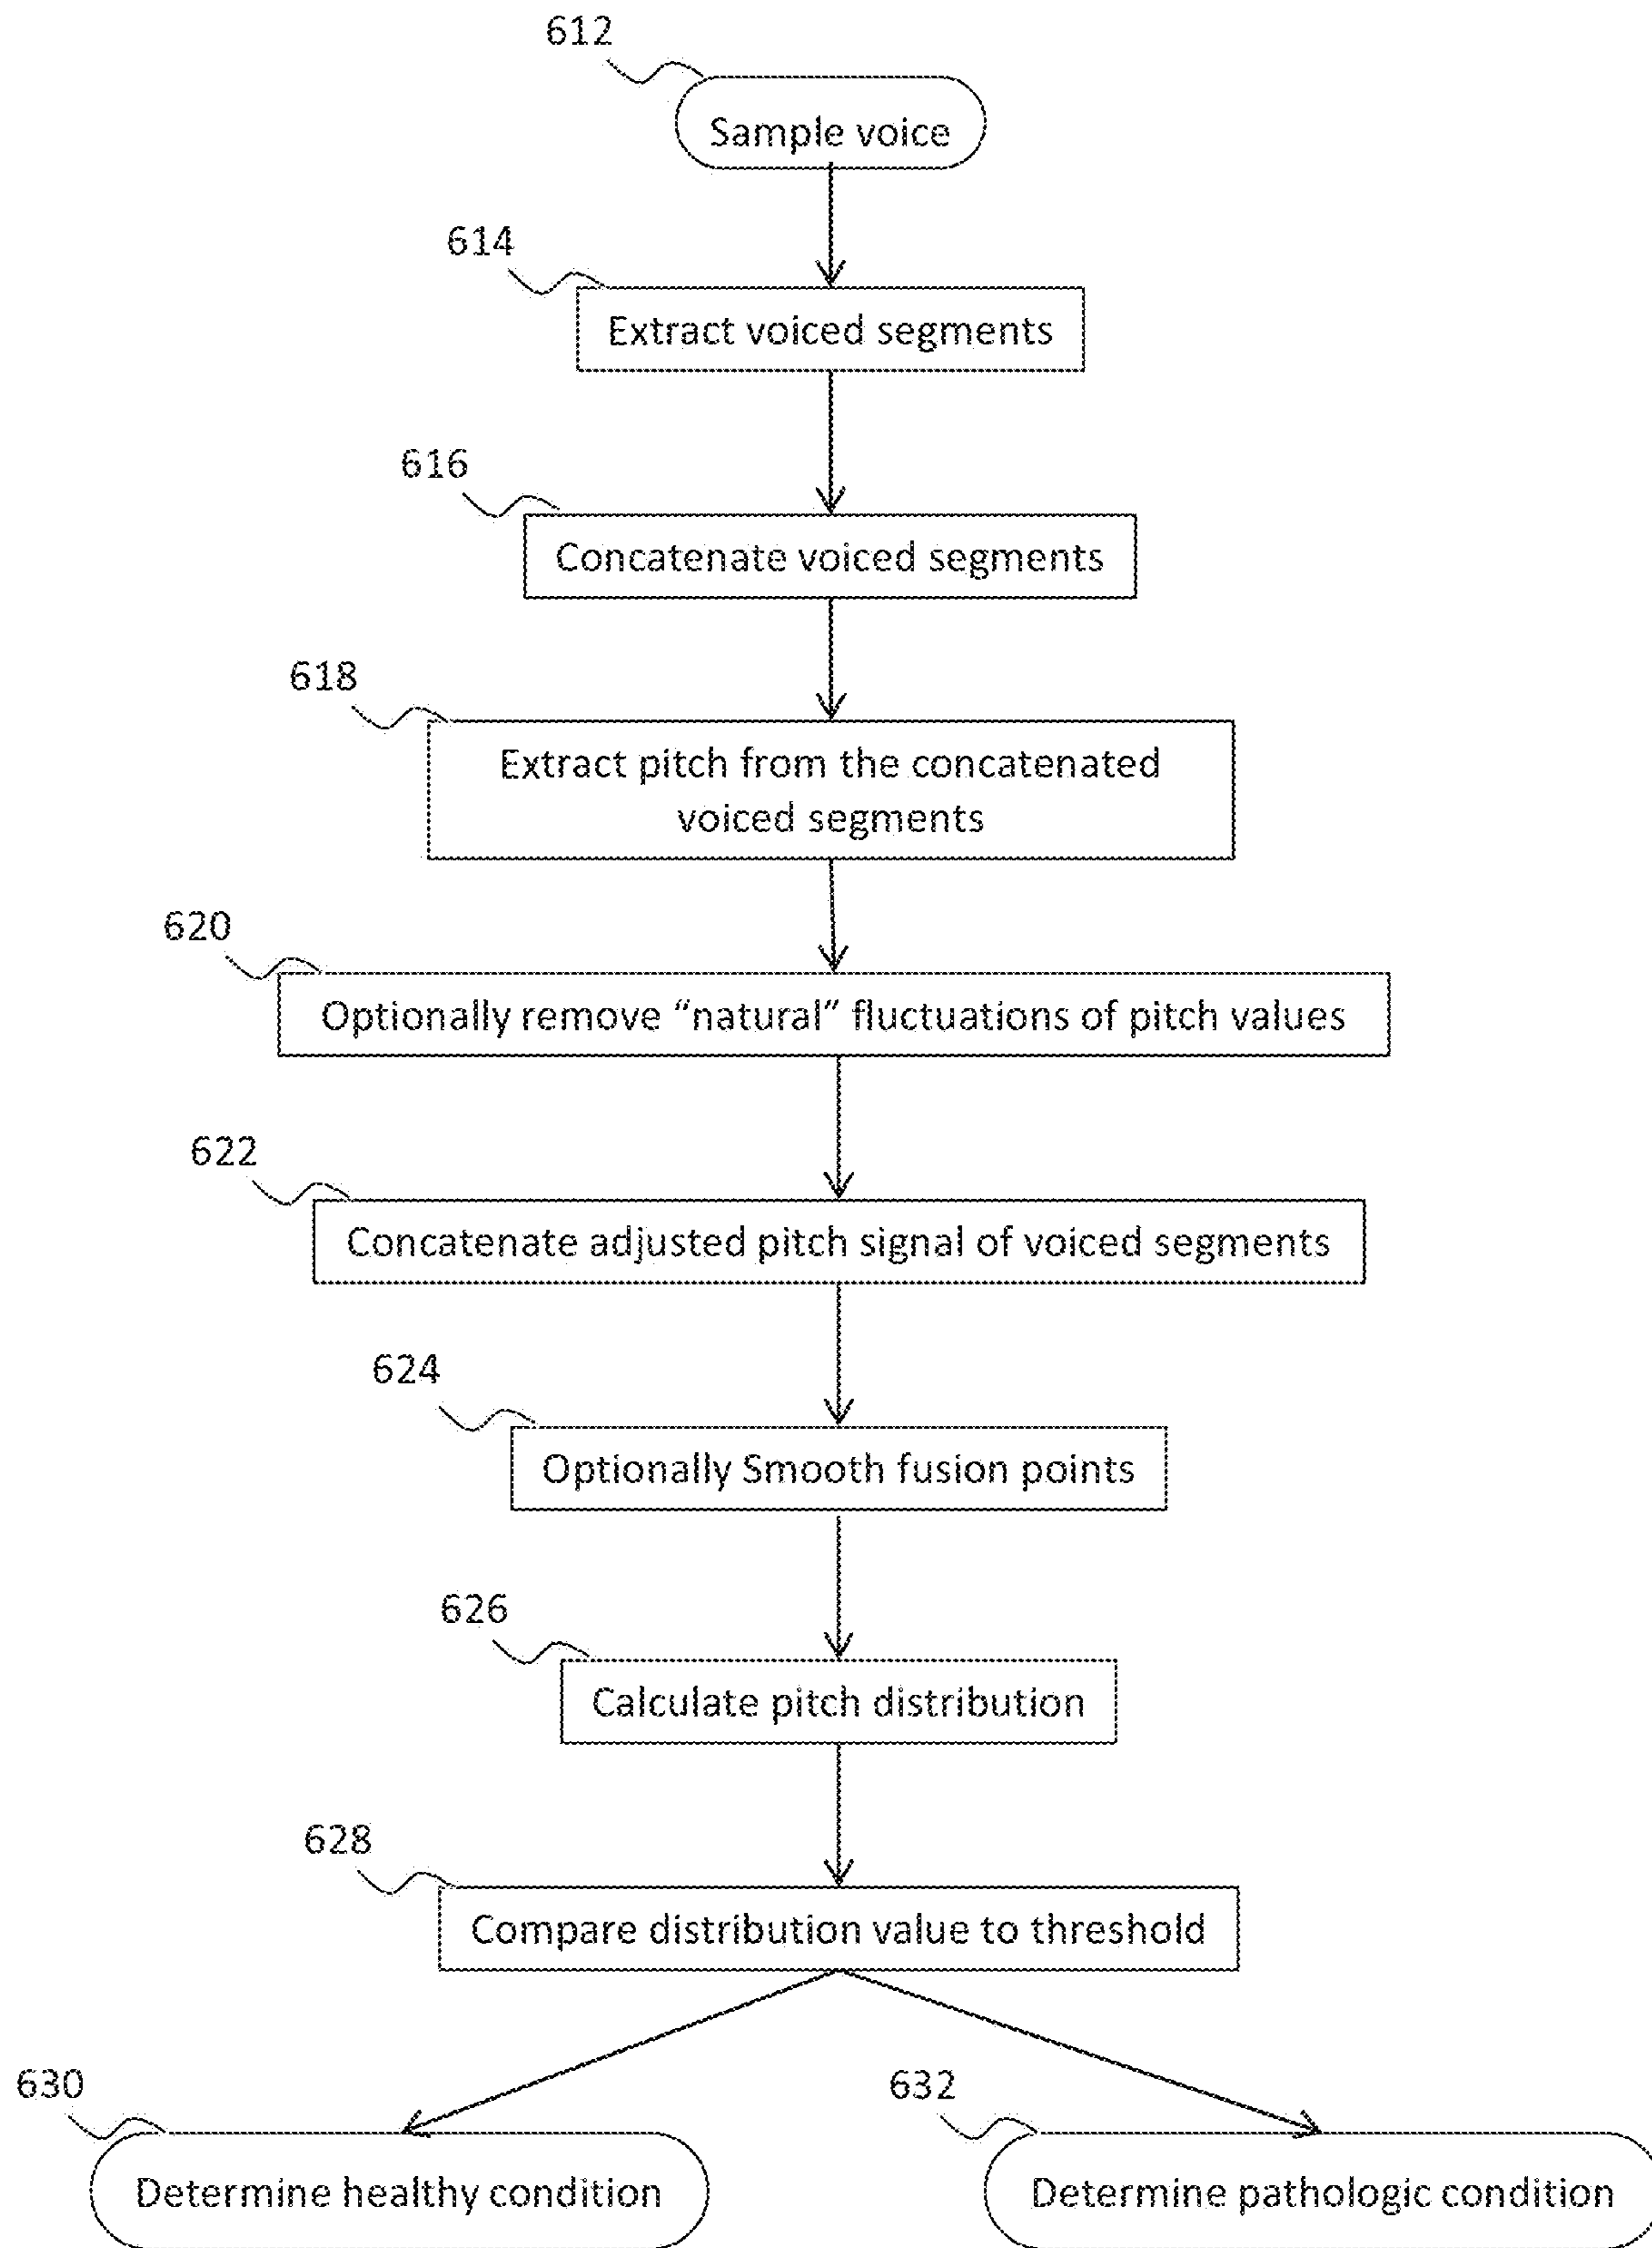 612
Sample voice
614
Extract voiced segments
616
Concatenate voiced segments
618
Extract pitch from the concatenated
voiced segments
620
Optionally remove “natural” fluctuations of pitch values
622
Concatenate adjusted pitch signal of voiced segments
624
Optionally Smooth fusion points
626
Calculate pitch distribution
628
Compare distribution value to threshold
630
Determine healthy condition
632
Determine pathologic condition